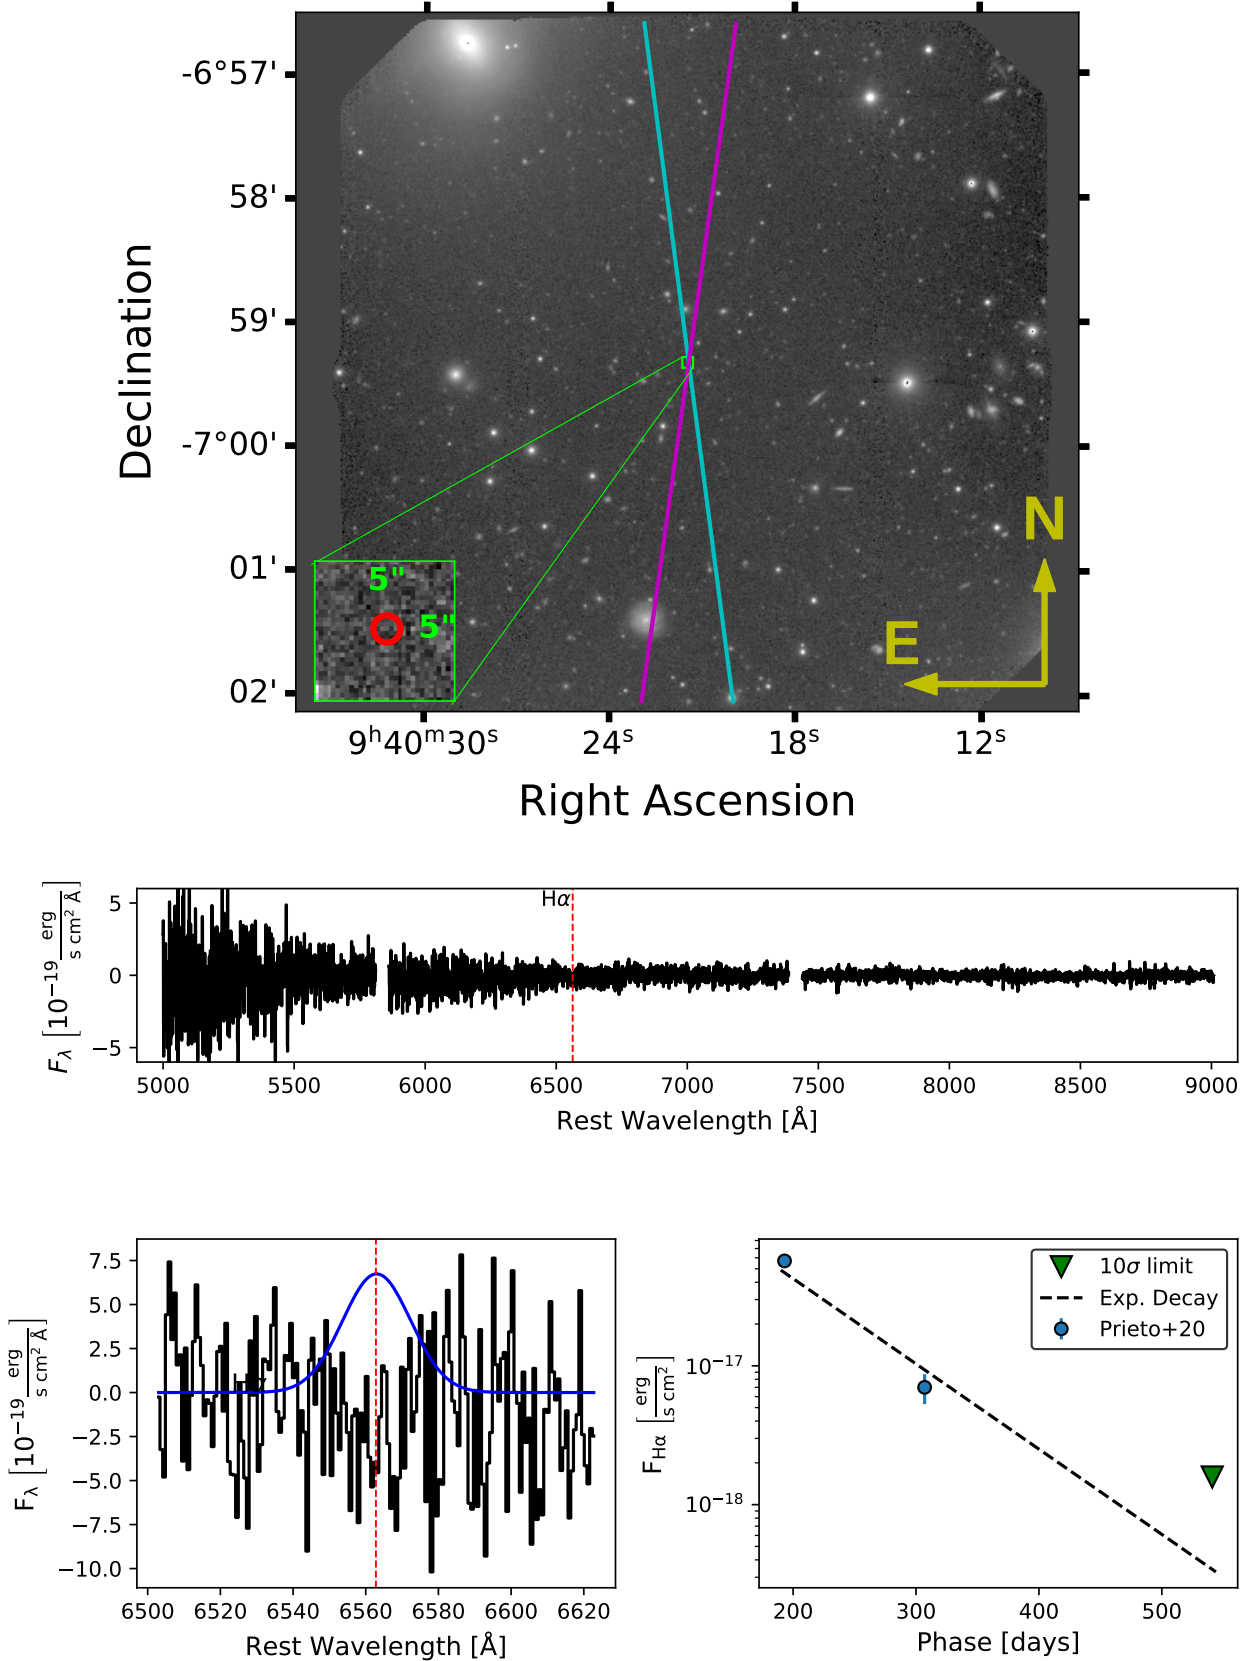 -6°57'
58'
59'
-7°00'
01'
02'
Declination
5"
5"
N
E
9ʰ40ᵐ30ˢ 24ˢ 18ˢ 12ˢ
Right Ascension
Hα
5
0
−5
F_λ [10⁻¹⁹ erg / s cm² Å]
5000 5500 6000 6500 7000 7500 8000 8500 9000
Rest Wavelength [Å]
7.5
5.0
2.5
0.0
−2.5
−5.0
−7.5
−10.0
F_λ [10⁻¹⁹ erg / s cm² Å]
6500 6520 6540 6560 6580 6600 6620
Rest Wavelength [Å]
10σ limit
Exp. Decay
Prieto+20
10⁻¹⁷
10⁻¹⁸
F_Hα [erg / s cm²]
200 300 400 500
Phase [days]